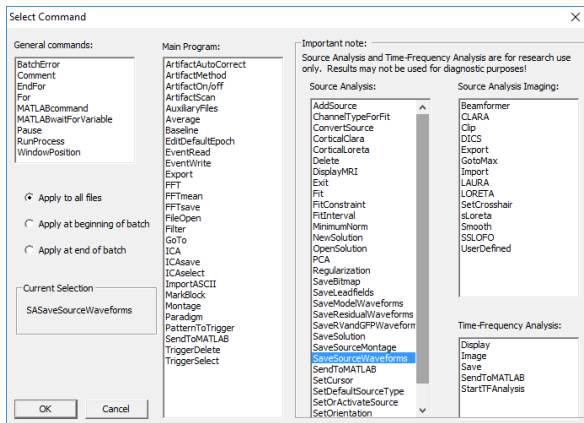 Select Command
General commands:
BatchError
Comment
EndFor
For
MATLABcommand
MATLABwaitForVariable
Pause
RunProcess
WindowPosition
Apply to all files
Apply at beginning of batch
Apply at end of batch
Current Selection
SASaveSourceWaveforms
OK
Cancel
Main Program:
ArtifactAutoCorrect
ArtifactMethod
ArtifactOn/off
ArtifactScan
AuxiliaryFiles
Average
Baseline
EditDefaultEpoch
EventRead
EventWrite
Export
FFT
FFTmean
FFTsave
FileOpen
Filter
GoTo
ICA
ICAsave
ICAselect
ImportASCII
MarkBlock
Montage
Paradigm
PatternToTrigger
SendToMATLAB
TriggerDelete
TriggerSelect
Important note:
Source Analysis and Time-Frequency Analysis are for research use
only. Results may not be used for diagnostic purposes!
Source Analysis:
AddSource
ChannelTypeForFit
ConvertSource
CorticalClara
CorticalLoreta
Delete
DisplayMRI
Exit
Fit
FitConstraint
FitInterval
MinimumNorm
NewSolution
OpenSolution
PCA
Regularization
SaveBitmap
SaveLeadfields
SaveModelWaveforms
SaveResidualWaveforms
SaveRVandGFPWaveform
SaveSolution
SaveSourceMontage
SaveSourceWaveforms
SendToMATLAB
SetCursor
SetDefaultSourceType
SetOrActivateSource
SetOrientation
Source Analysis Imaging:
Beamformer
CLARA
Clip
DICS
Export
GotoMax
Import
LAURA
LORETA
SetCrosshair
sLoreta
Smooth
SSLOFO
UserDefined
Time-Frequency Analysis:
Display
Image
Save
SendToMATLAB
StartTFAnalysis